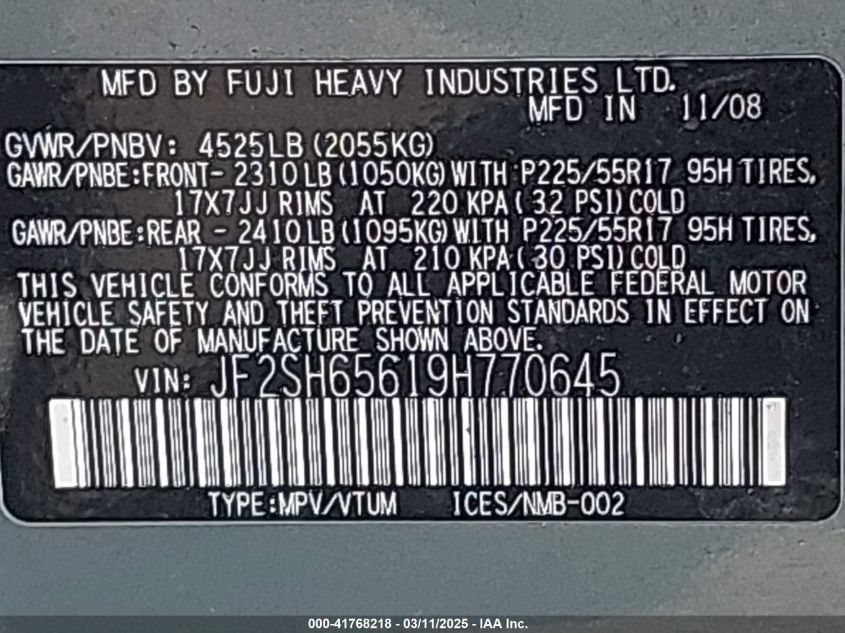 MFD BY FUJI HEAVY INDUSTRIES LTD.
MFD IN 11/08
GVWR/PNBV: 4525LB (2055KG)
GAWR/PNBE:FRONT- 2310 LB (1050KG) WITH P225/55R17 95H TIRES,
17X7JJ RIMS AT 220 KPA ( 32 PSI) COLD
GAWR/PNBE:REAR - 2410 LB (1095KG) WITH P225/55R17 95H TIRES,
17X7JJ RIMS AT 210 KPA ( 30 PSI) COLD
THIS VEHICLE CONFORMS TO ALL APPLICABLE FEDERAL MOTOR
VEHICLE SAFETY AND THEFT PREVENTION STANDARDS IN EFFECT ON
THE DATE OF MANUFACTURE SHOWN ABOVE.
VIN: JF2SH65619H770645
TYPE:MPV/VTUM ICES/NMB-002
000-41768218 - 03/11/2025 - IAA Inc.